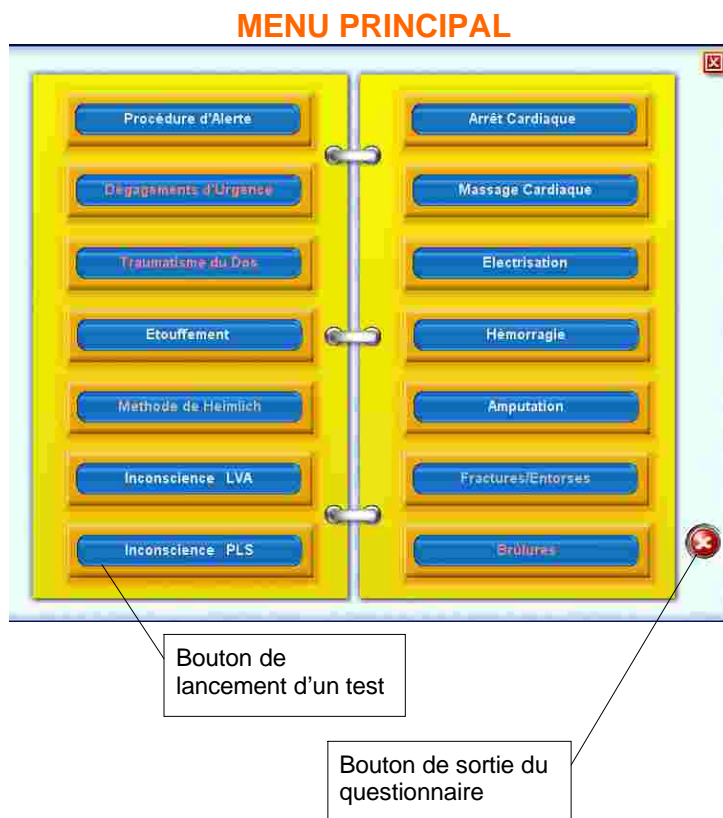 MENU PRINCIPAL
Procédure d'Alerte
Dégagements d'Urgence
Traumatisme du Dos
Etouffement
Méthode de Heimlich
Inconscience LVA
Inconscience PLS
Arrêt Cardiaque
Massage Cardiaque
Electrisation
Hémorragie
Amputation
Fractures/Entorses
Brûlures
Bouton de
lancement d'un test
Bouton de sortie du
questionnaire